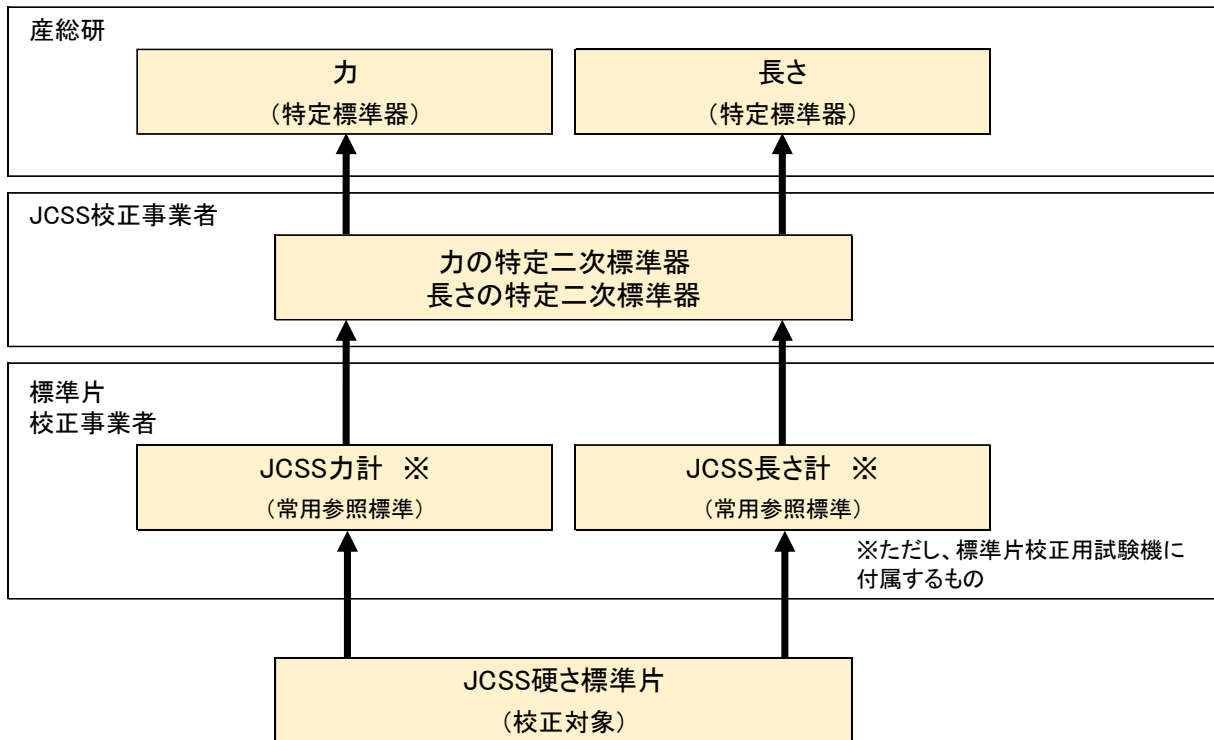 産総研
力
（特定標準器）
長さ
（特定標準器）
JCSS校正事業者
力の特定二次標準器
長さの特定二次標準器
標準片
校正事業者
JCSS力計　※
（常用参照標準）
JCSS長さ計　※
（常用参照標準）
※ただし、標準片校正用試験機に
付属するもの
JCSS硬さ標準片
（校正対象）